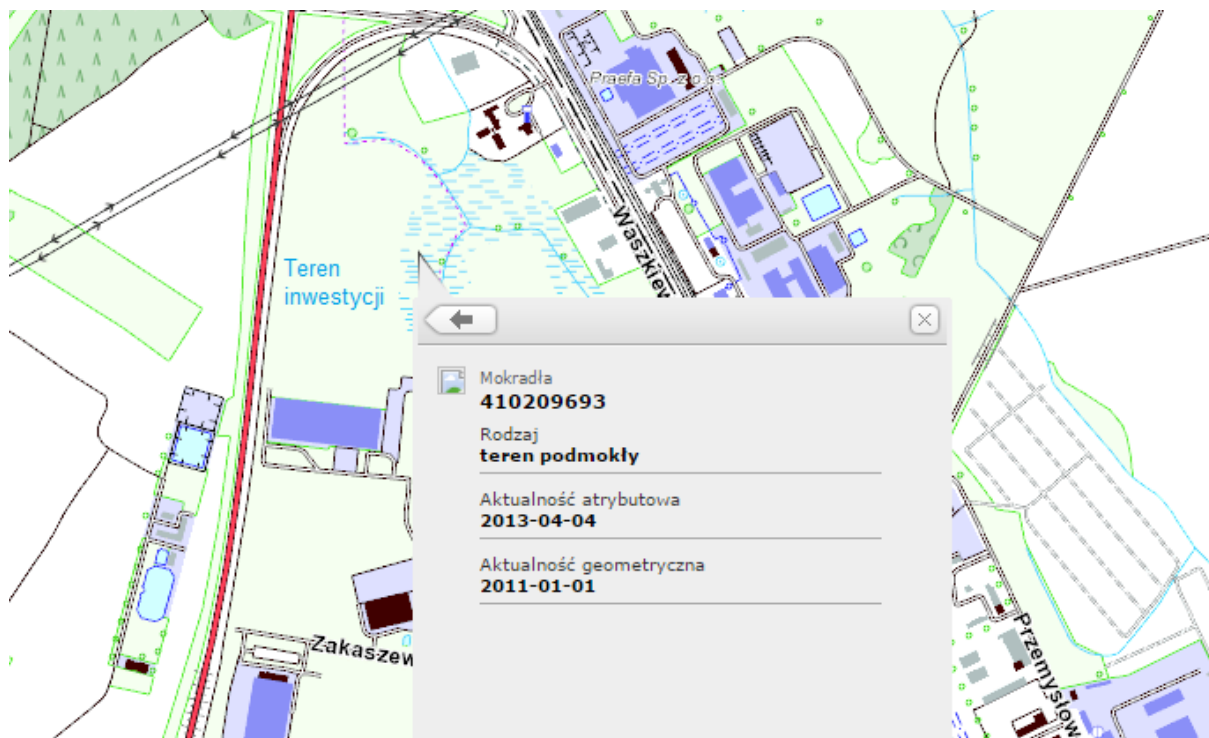 Praefa Sp. z o.o.
Waszkiew
Teren
inwestycji
Mokradła
410209693
Rodzaj
teren podmokły
Aktualność atrybutowa
2013-04-04
Aktualność geometryczna
2011-01-01
Zakaszew
Przemysłow